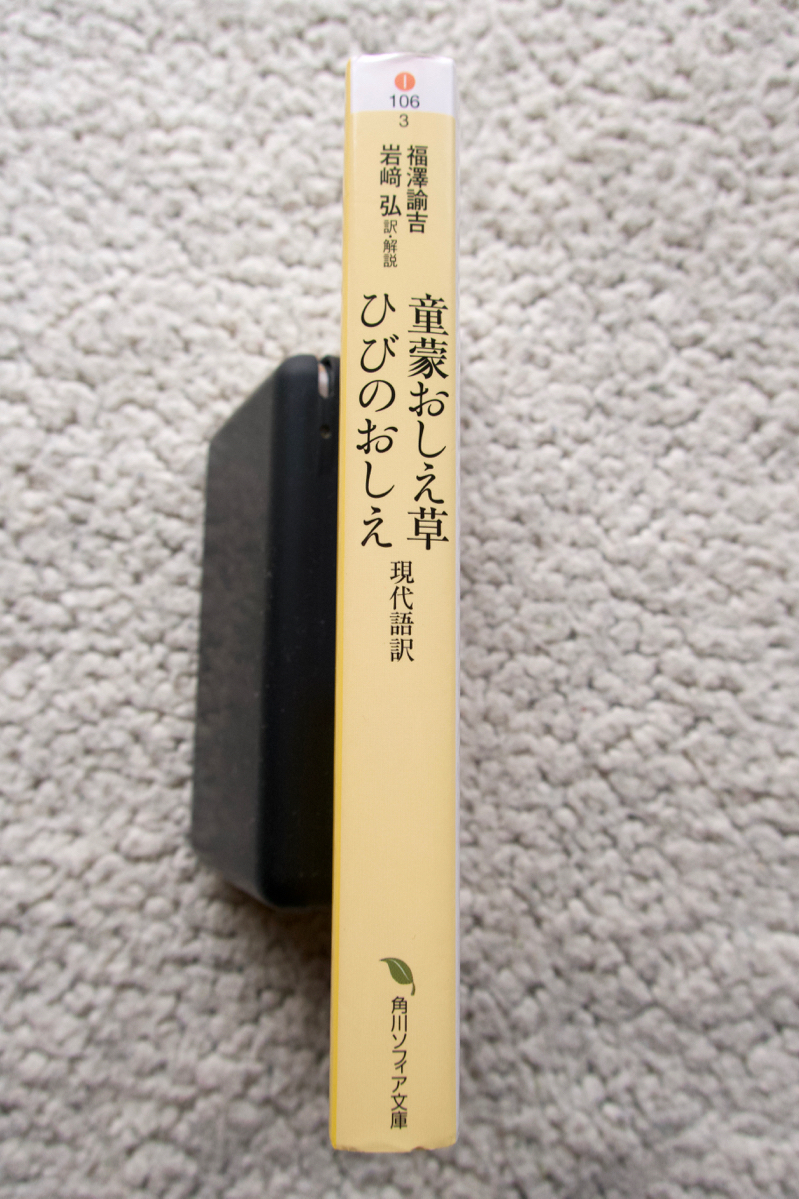 I
106
3
福澤諭吉
岩﨑 弘 訳・解説
童蒙おしえ草
ひびのおしえ
現代語訳
角川ソフィア文庫